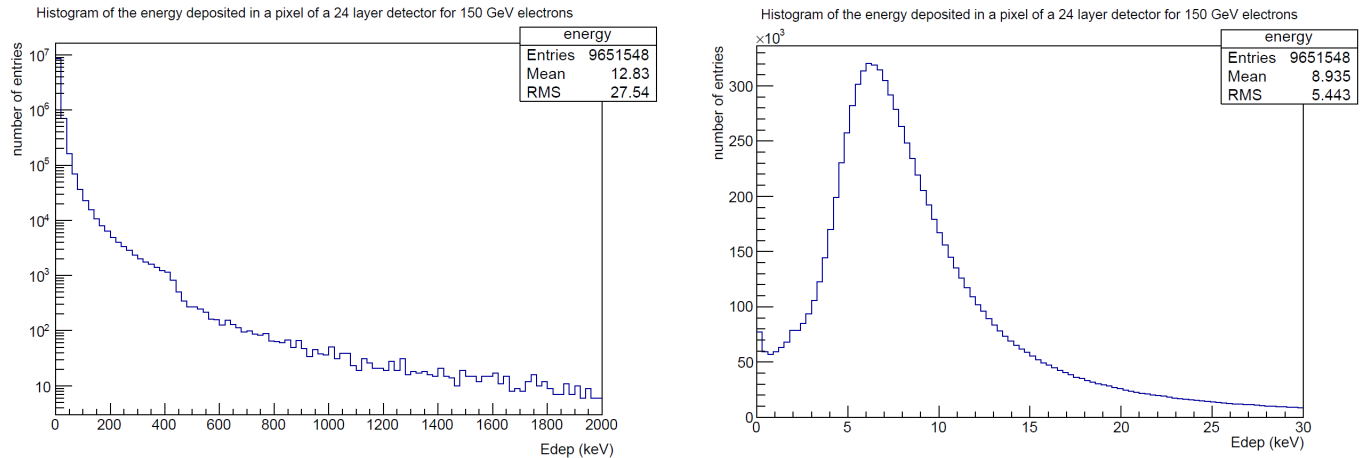 Histogram of the energy deposited in a pixel of a 24 layer detector for 150 GeV electrons
energy
Entries 9651548
Mean 12.83
RMS 27.54
number of entries
10^7
10^6
10^5
10^4
10^3
10^2
10
0 200 400 600 800 1000 1200 1400 1600 1800 2000
Edep (keV)
Histogram of the energy deposited in a pixel of a 24 layer detector for 150 GeV electrons
×10^3
energy
Entries 9651548
Mean 8.935
RMS 5.443
number of entries
300
250
200
150
100
50
0
0 5 10 15 20 25 30
Edep (keV)